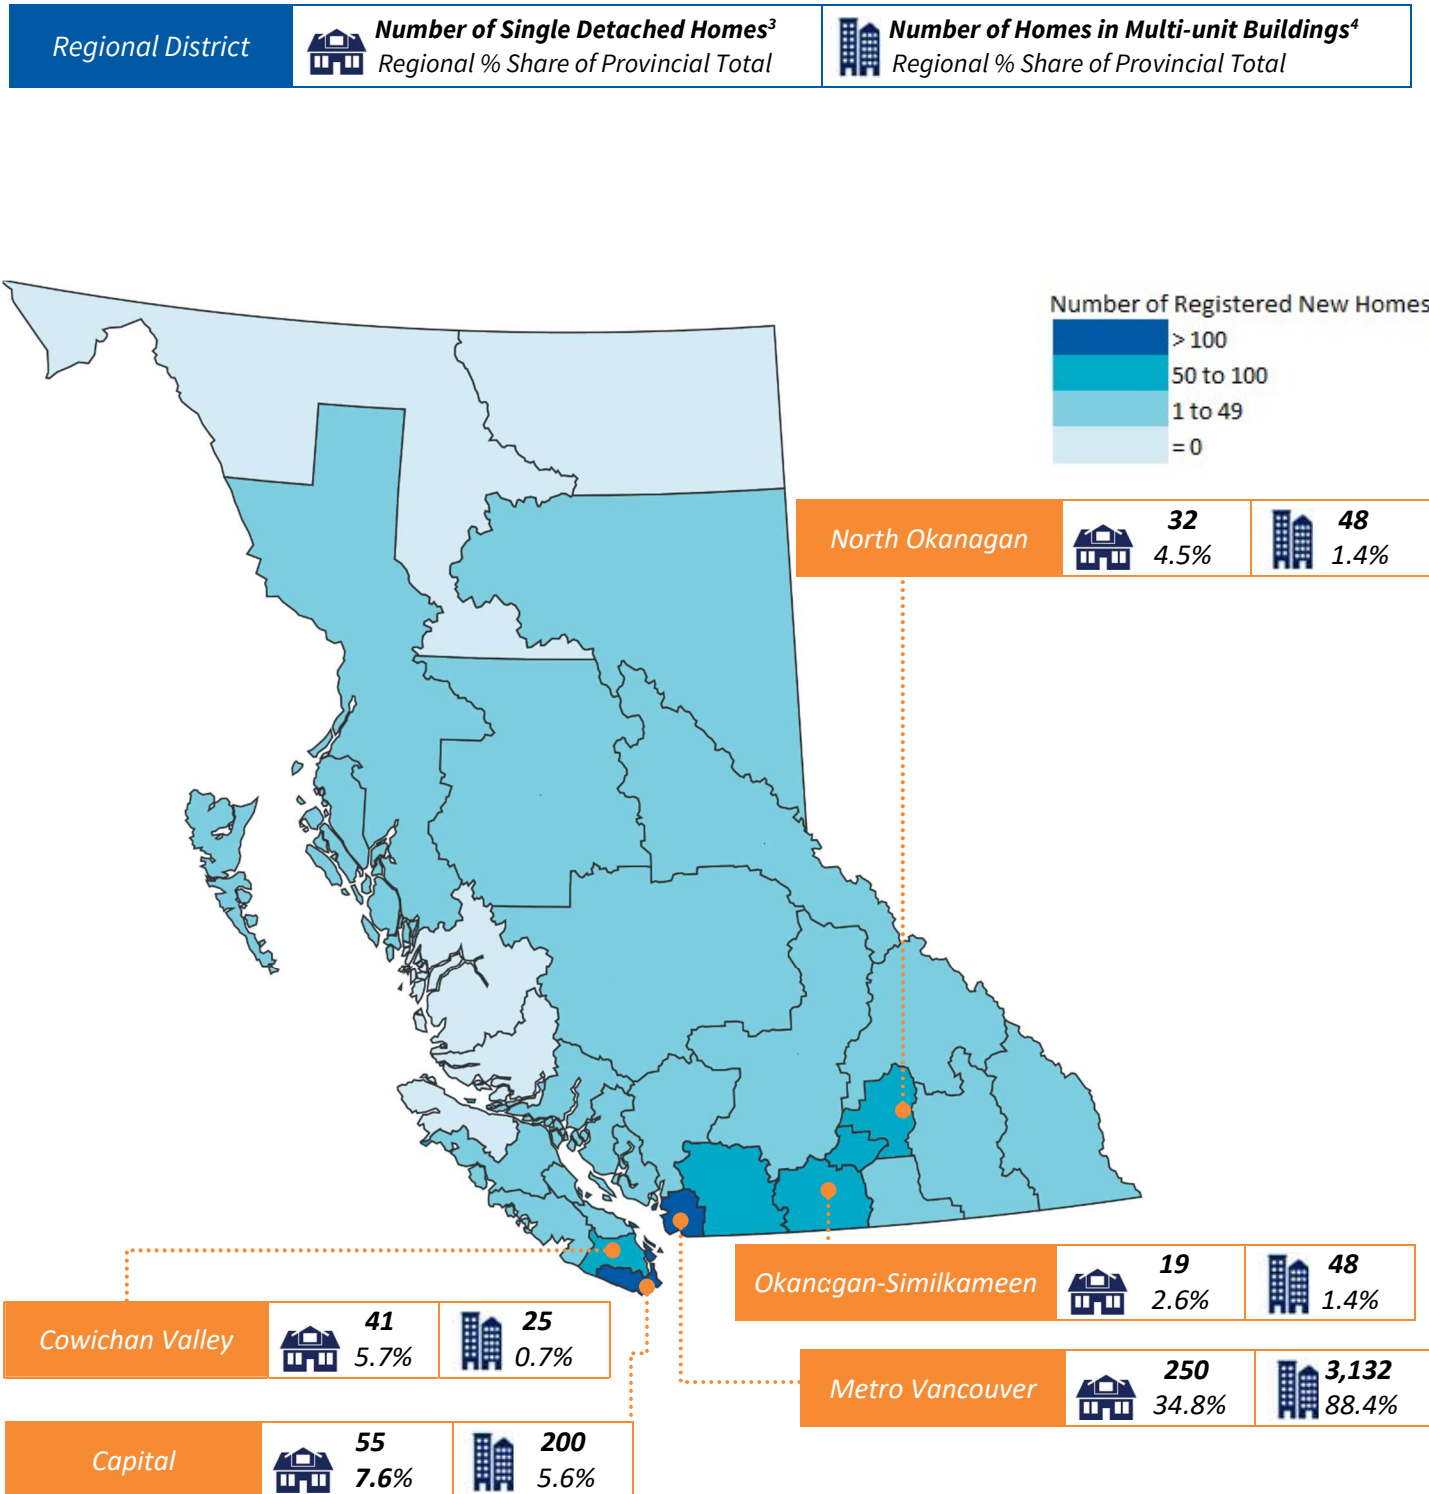 Regional District
Number of Single Detached Homes³
Regional % Share of Provincial Total
Number of Homes in Multi-unit Buildings⁴
Regional % Share of Provincial Total
Number of Registered New Homes
> 100
50 to 100
1 to 49
= 0
North Okanagan
32
4.5%
48
1.4%
Okanagan-Similkameen
19
2.6%
48
1.4%
Cowichan Valley
41
5.7%
25
0.7%
Metro Vancouver
250
34.8%
3,132
88.4%
Capital
55
7.6%
200
5.6%